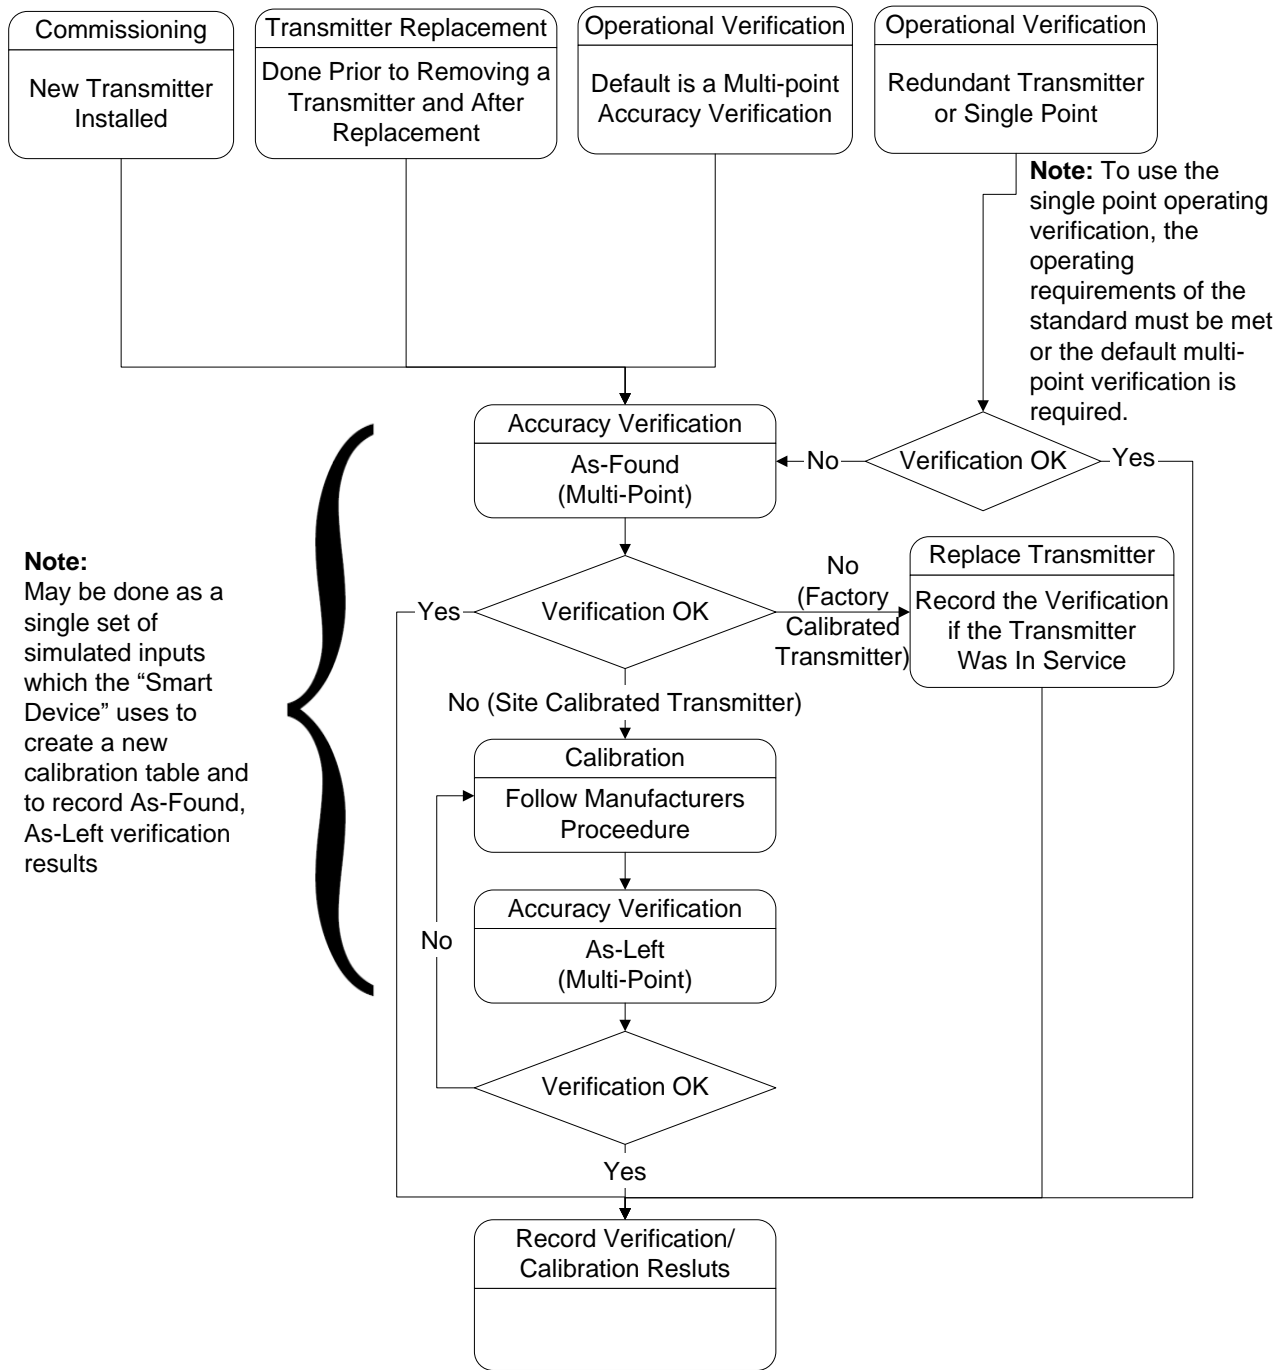 Commissioning
New Transmitter
Installed
Transmitter Replacement
Done Prior to Removing a
Transmitter and After
Replacement
Operational Verification
Default is a Multi-point
Accuracy Verification
Operational Verification
Redundant Transmitter
or Single Point
Note: To use the
single point operating
verification, the
operating
requirements of the
standard must be met
or the default multi-
point verification is
required.
Accuracy Verification
As-Found
(Multi-Point)
No
Verification OK
Yes
Note:
May be done as a
single set of
simulated inputs
which the “Smart
Device” uses to
create a new
calibration table and
to record As-Found,
As-Left verification
results
Yes
Verification OK
No
(Factory
Calibrated
Transmitter)
Replace Transmitter
Record the Verification
if the Transmitter
Was In Service
No (Site Calibrated Transmitter)
Calibration
Follow Manufacturers
Proceedure
No
Accuracy Verification
As-Left
(Multi-Point)
Verification OK
Yes
Record Verification/
Calibration Resluts